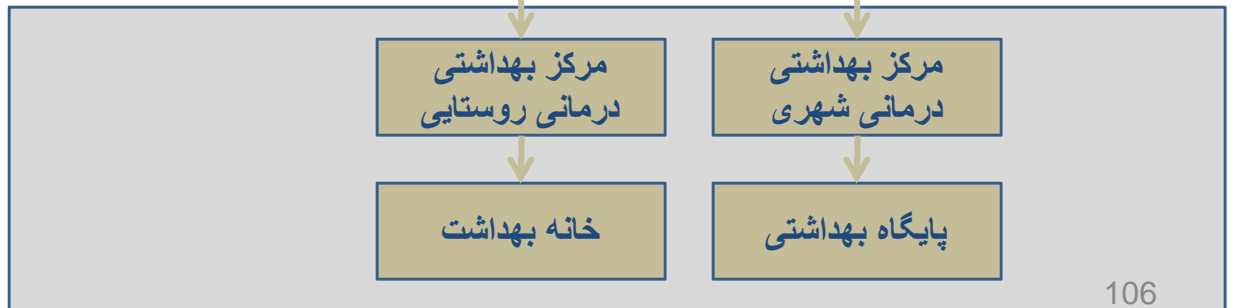 مرکز بهداشتی
درمانی شهری
مرکز بهداشتی
درمانی روستایی
پایگاه بهداشتی
خانه بهداشت
106